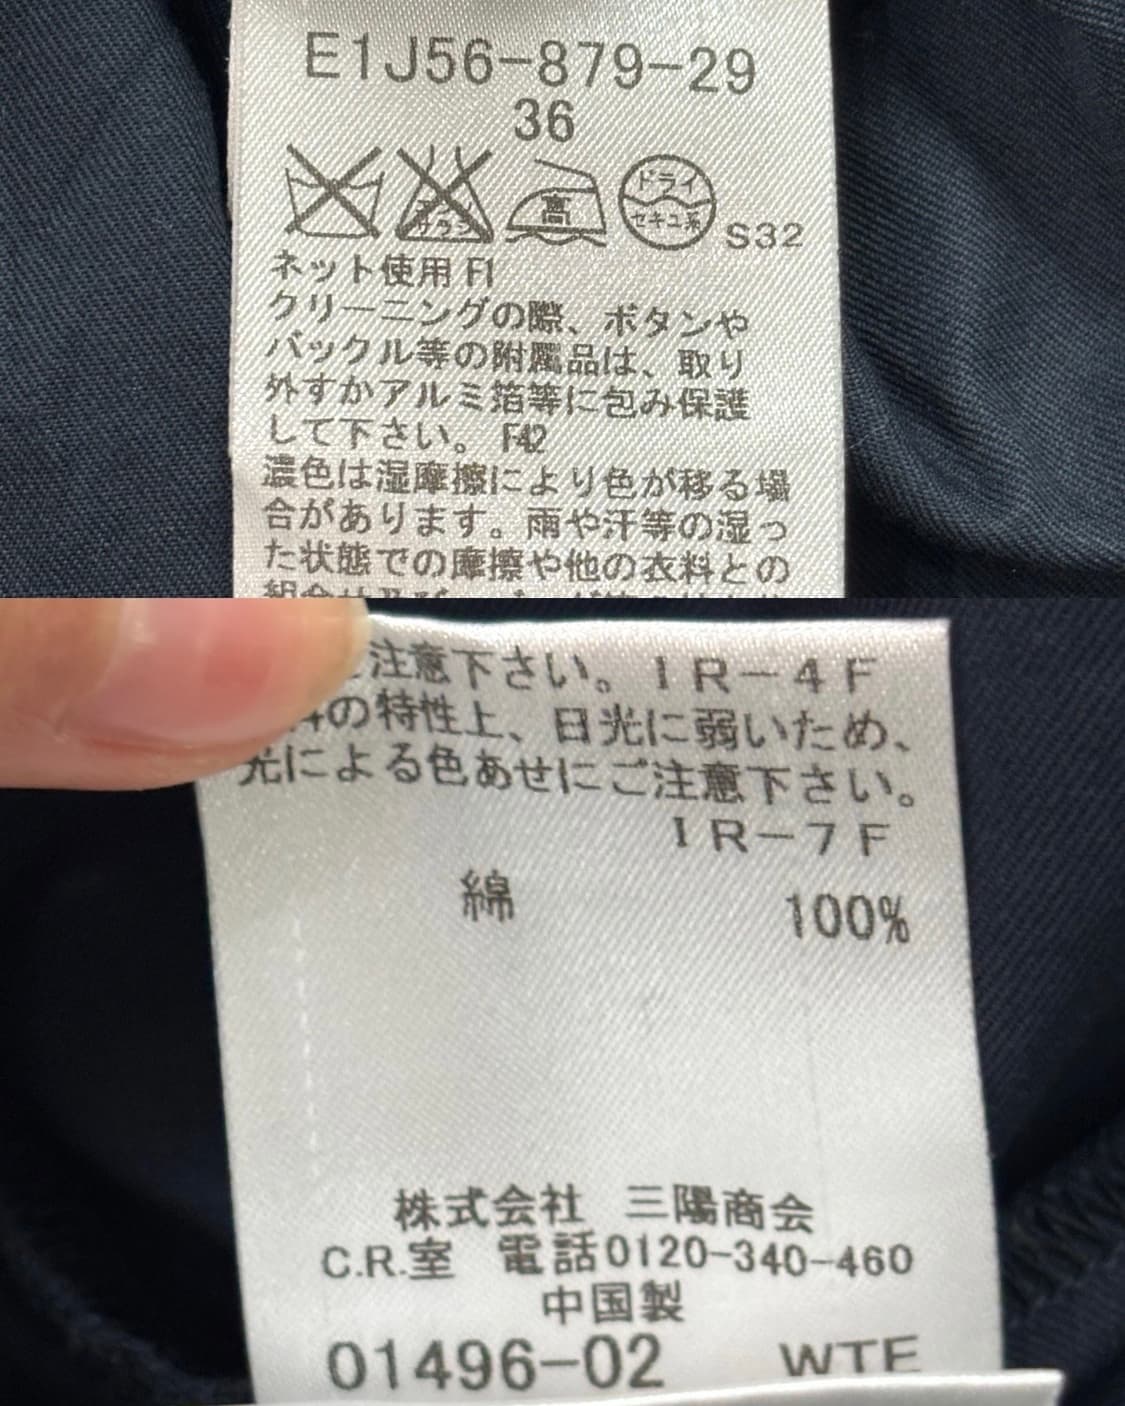 E1J56-879-29
36
エンソ
サラシ
高
ドライ
セキユ系
S32
ネット使用 F1
クリーニングの際、ボタンや
バックル等の附属品は、取り
外すかアルミ箔等に包み保護
して下さい。 F42
濃色は湿摩擦により色が移る場
合があります。雨や汗等の湿っ
た状態での摩擦や他の衣料との
注意下さい。IR-4F
の特性上、日光に弱いため、
光による色あせにご注意下さい。
IR-7F
綿 100%
株式会社 三陽商会
C.R.室 電話0120-340-460
中国製
01496-02 WTE